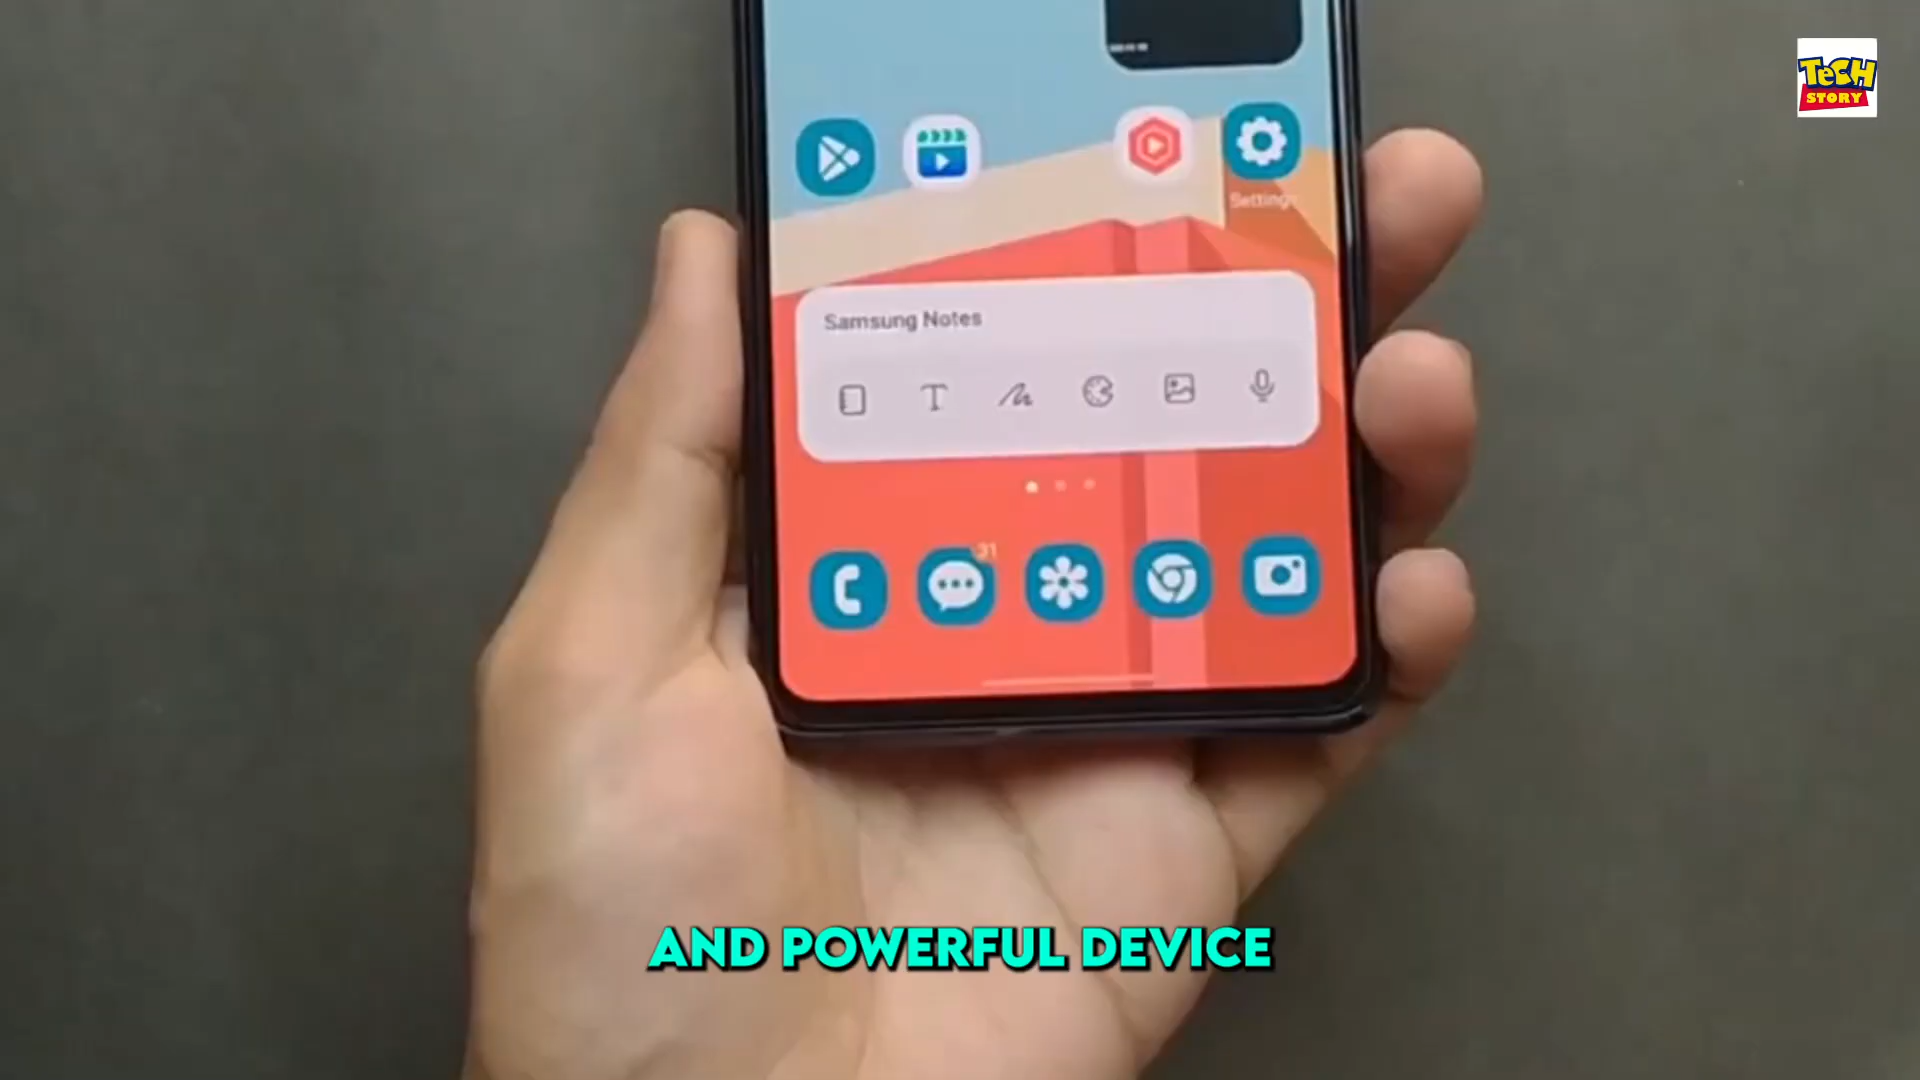 TeCH
STORY
Settings
Samsung Notes
31
AND POWERFUL DEVICE